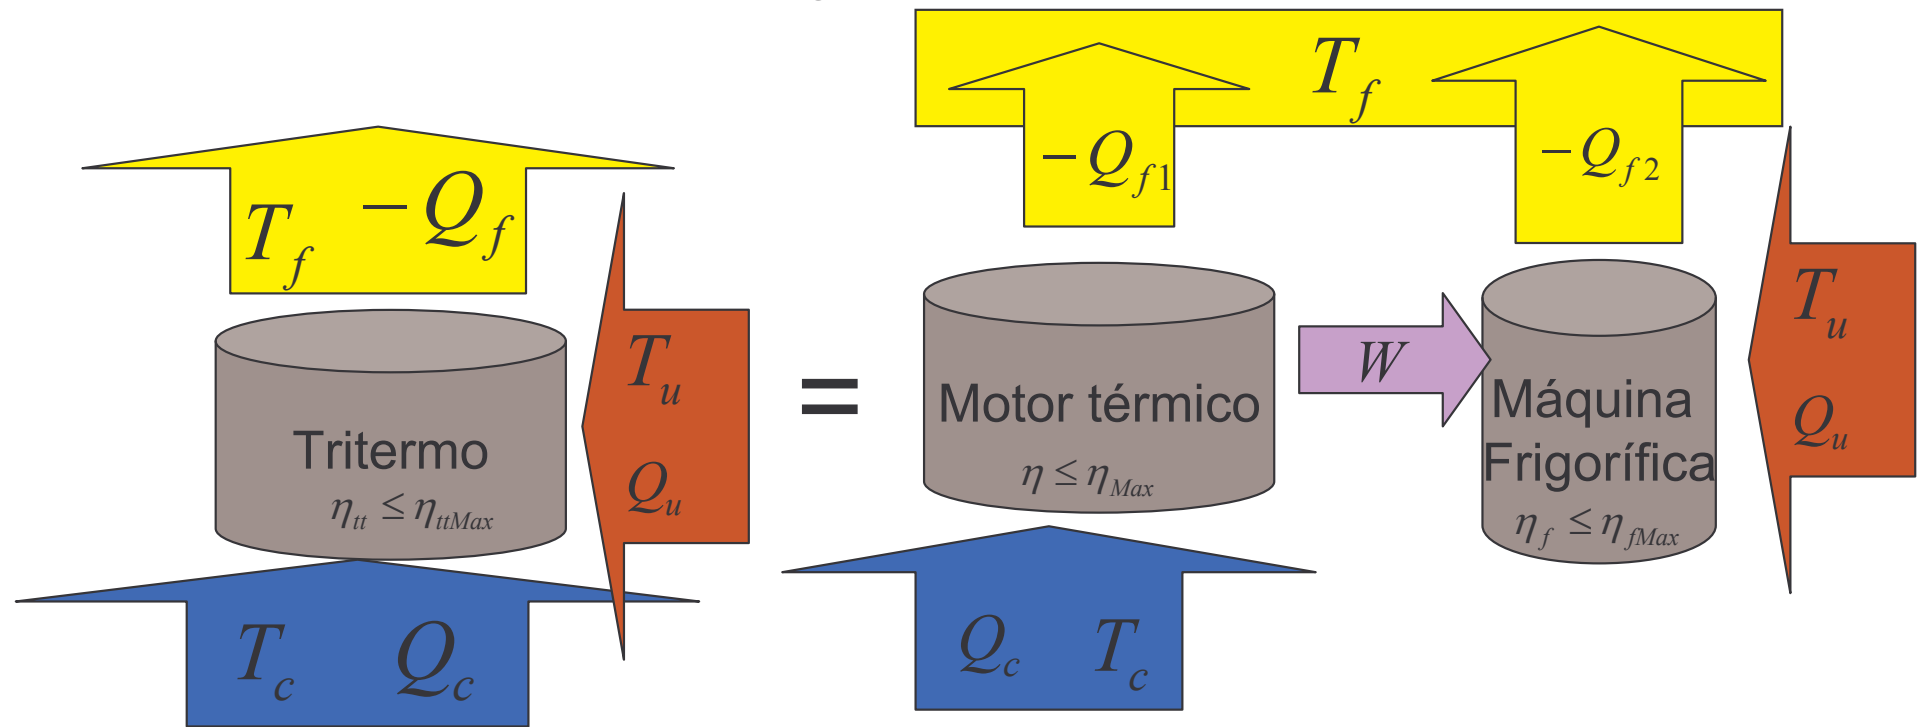 T_f -Q_f
T_u
Q_u
Tritermo
η_tt ≤ η_ttMax
T_c Q_c
=
T_f
-Q_f1
-Q_f2
Motor térmico
η ≤ η_Max
W
Máquina
Frigorífica
η_f ≤ η_fMax
T_u
Q_u
Q_c T_c